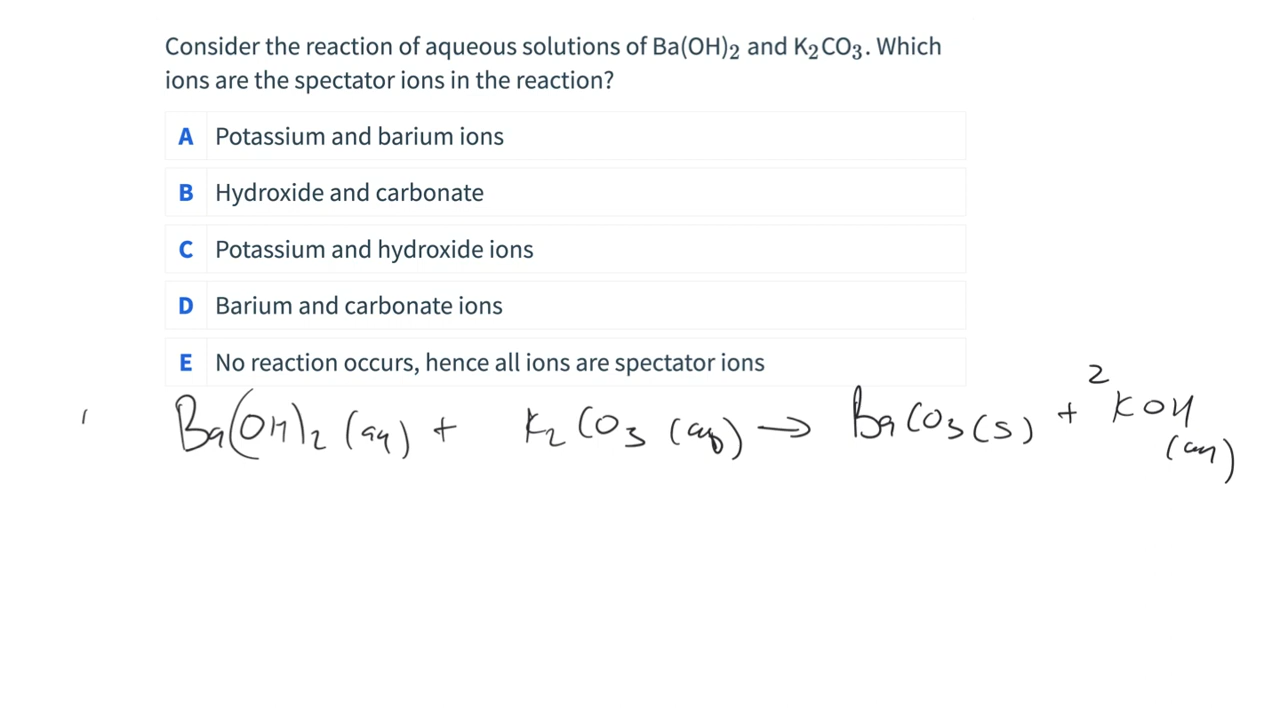 Consider the reaction of aqueous solutions of Ba(OH)₂ and K₂CO₃. Which
ions are the spectator ions in the reaction?
A Potassium and barium ions
B Hydroxide and carbonate
C Potassium and hydroxide ions
D Barium and carbonate ions
E No reaction occurs, hence all ions are spectator ions
Ba(OH)₂ (aq) + K₂CO₃ (aq) → BaCO₃(s) + 2KOH (aq)